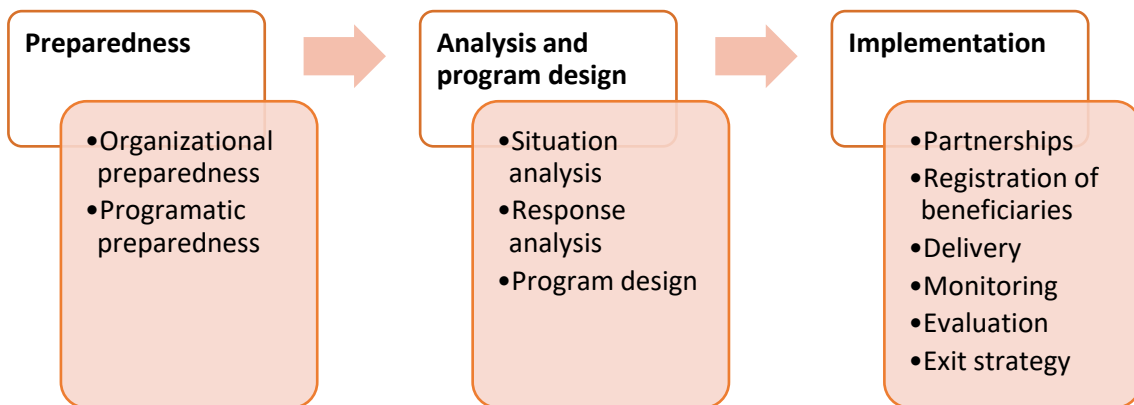 Preparedness
•Organizational
preparedness
•Programatic
preparedness
Analysis and
program design
•Situation
analysis
•Response
analysis
•Program design
Implementation
•Partnerships
•Registration of
beneficiaries
•Delivery
•Monitoring
•Evaluation
•Exit strategy